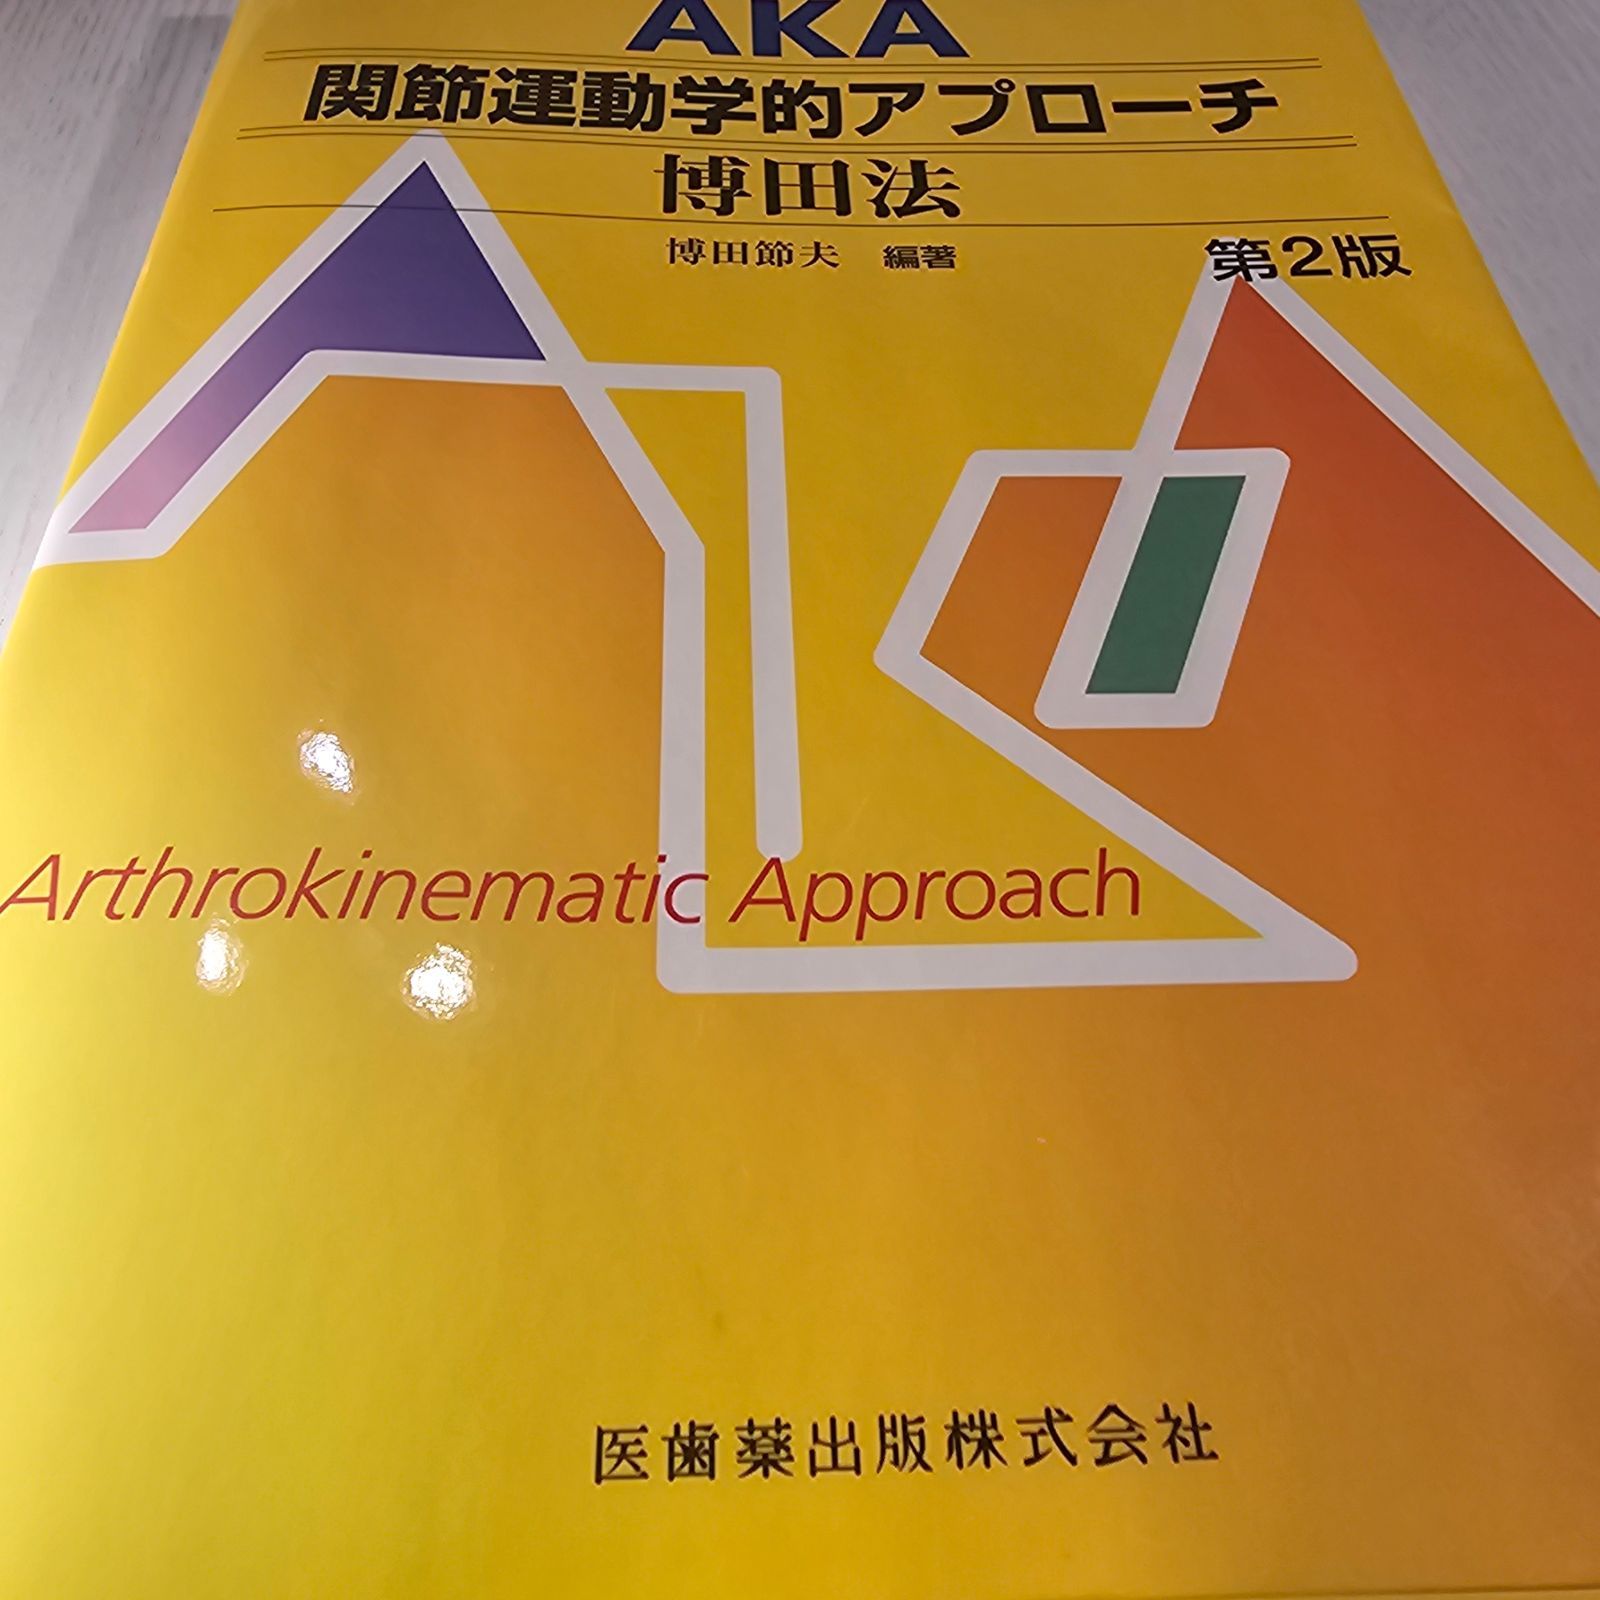 AKA
関節運動学的アプローチ
博田法
博田節夫 編著
第2版
Arthrokinematic Approach
医歯薬出版株式会社